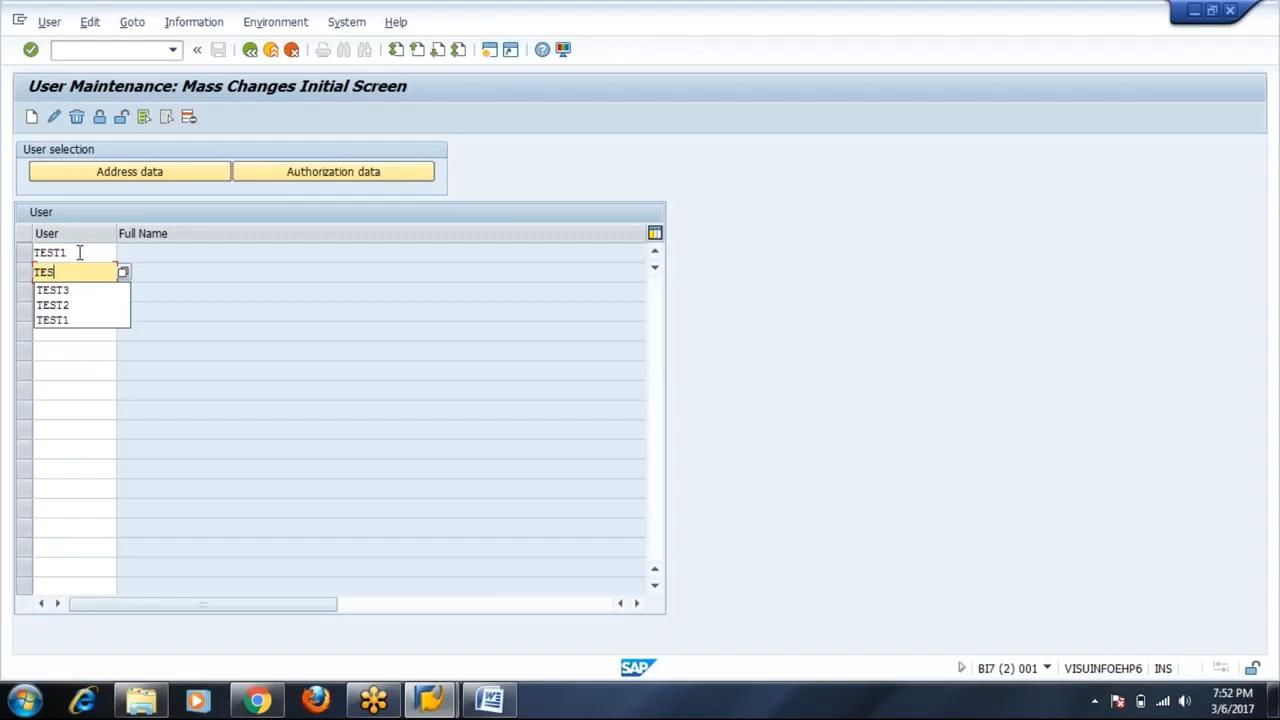 User Edit Goto Information Environment System Help
User Maintenance: Mass Changes Initial Screen
User selection
Address data Authorization data
User
User Full Name
TEST1
TES
TEST3
TEST2
TEST1
SAP BI7 (2) 001 VISUINFOEHP6 INS
7:52 PM
3/6/2017